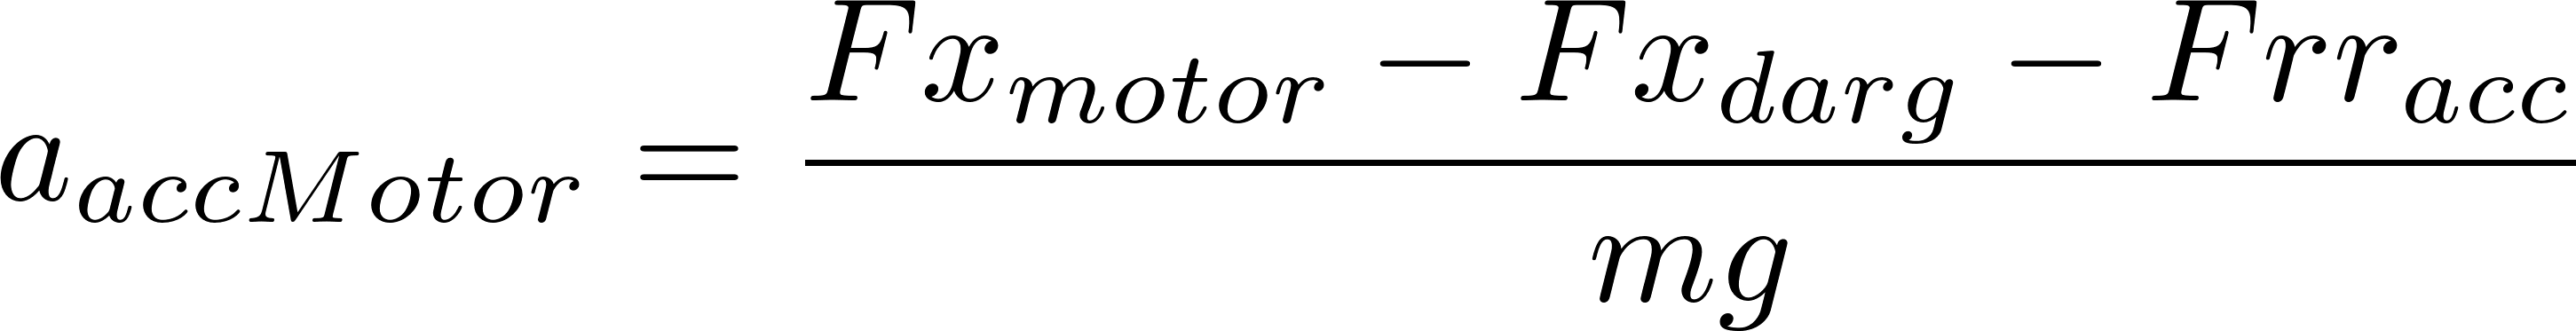 a_{accMotor} = \frac{Fx_{motor} - Fx_{darg} - Frr_{acc}}{mg}